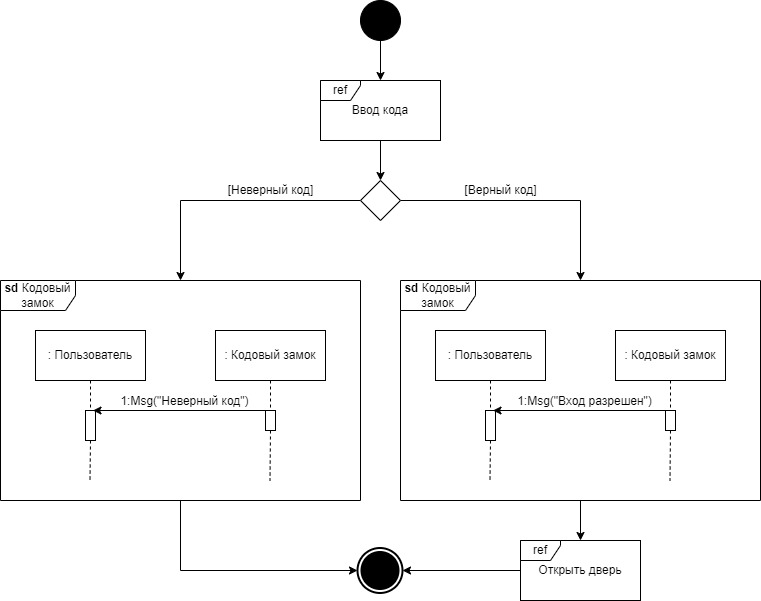 ref
Ввод кода
[Неверный код]
[Верный код]
sd Кодовый
замок
: Пользователь
: Кодовый замок
1:Msg("Неверный код")
sd Кодовый
замок
: Пользователь
: Кодовый замок
1:Msg("Вход разрешен")
ref
Открыть дверь